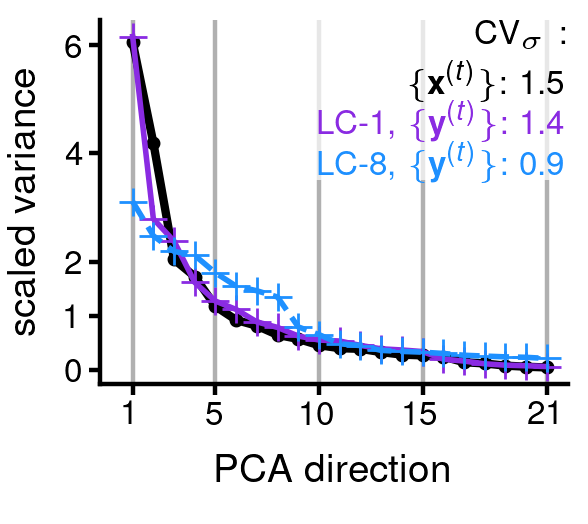 CVσ :
{x(t)}: 1.5
LC-1, {y(t)}: 1.4
LC-8, {y(t)}: 0.9
scaled variance
6
4
2
1
0
1 5 10 15 21
PCA direction